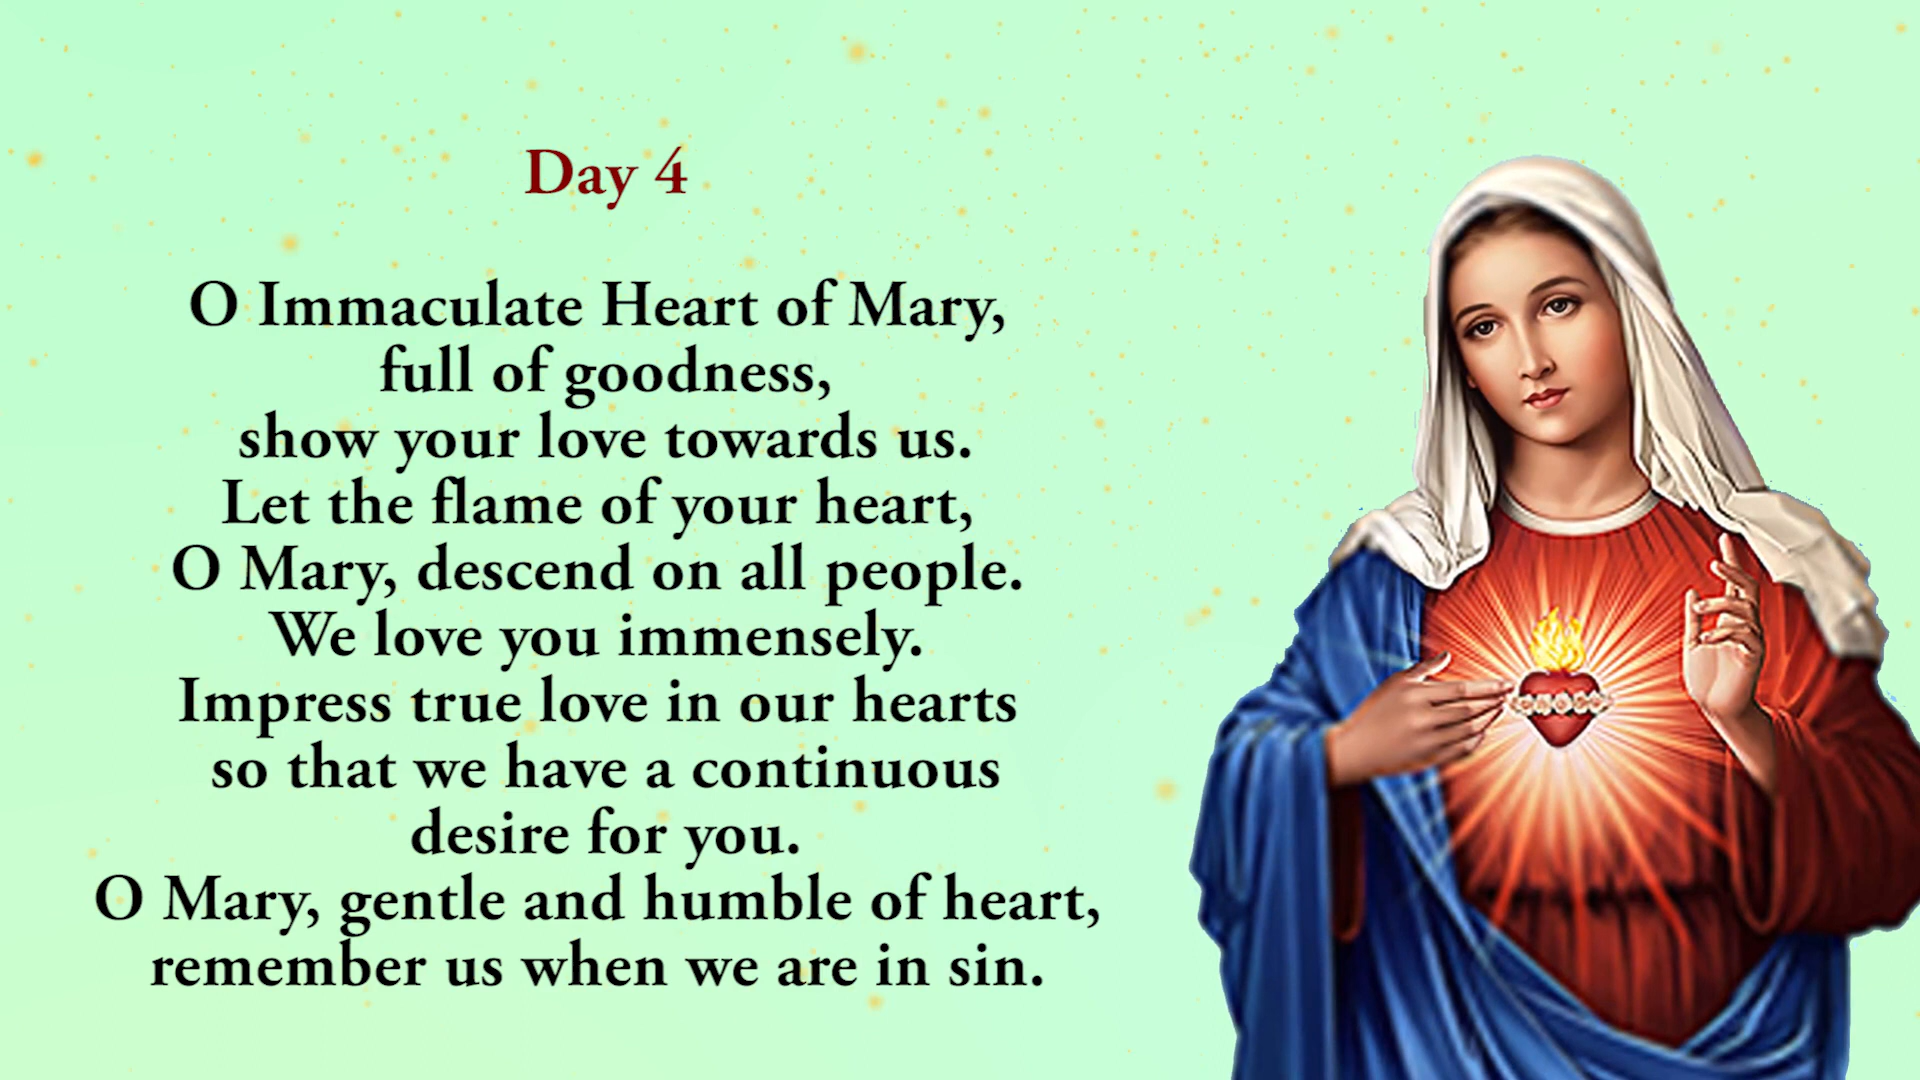 Day 4
O Immaculate Heart of Mary,
full of goodness,
show your love towards us.
Let the flame of your heart,
O Mary, descend on all people.
We love you immensely.
Impress true love in our hearts
so that we have a continuous
desire for you.
O Mary, gentle and humble of heart,
remember us when we are in sin.